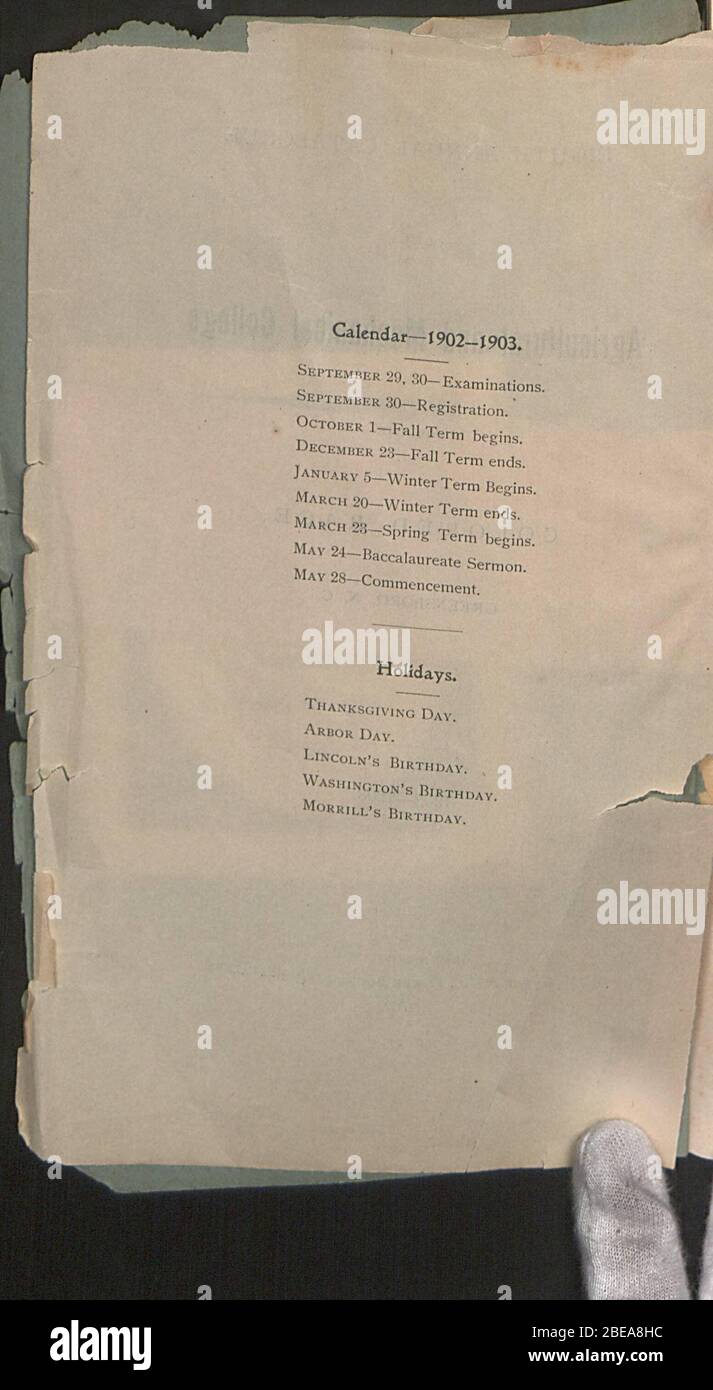 Calendar—1902–1903.
SEPTEMBER 29, 30—Examinations.
SEPTEMBER 30—Registration.
OCTOBER 1—Fall Term begins.
DECEMBER 23—Fall Term ends.
JANUARY 5—Winter Term Begins.
MARCH 20—Winter Term ends.
MARCH 23—Spring Term begins.
MAY 24—Baccalaureate Sermon.
MAY 28—Commencement.
Holidays.
THANKSGIVING DAY.
ARBOR DAY.
LINCOLN'S BIRTHDAY.
WASHINGTON'S BIRTHDAY.
MORRILL'S BIRTHDAY.
alamy
alamy
alamy
alamy
Image ID: 2BEA8HC
www.alamy.com